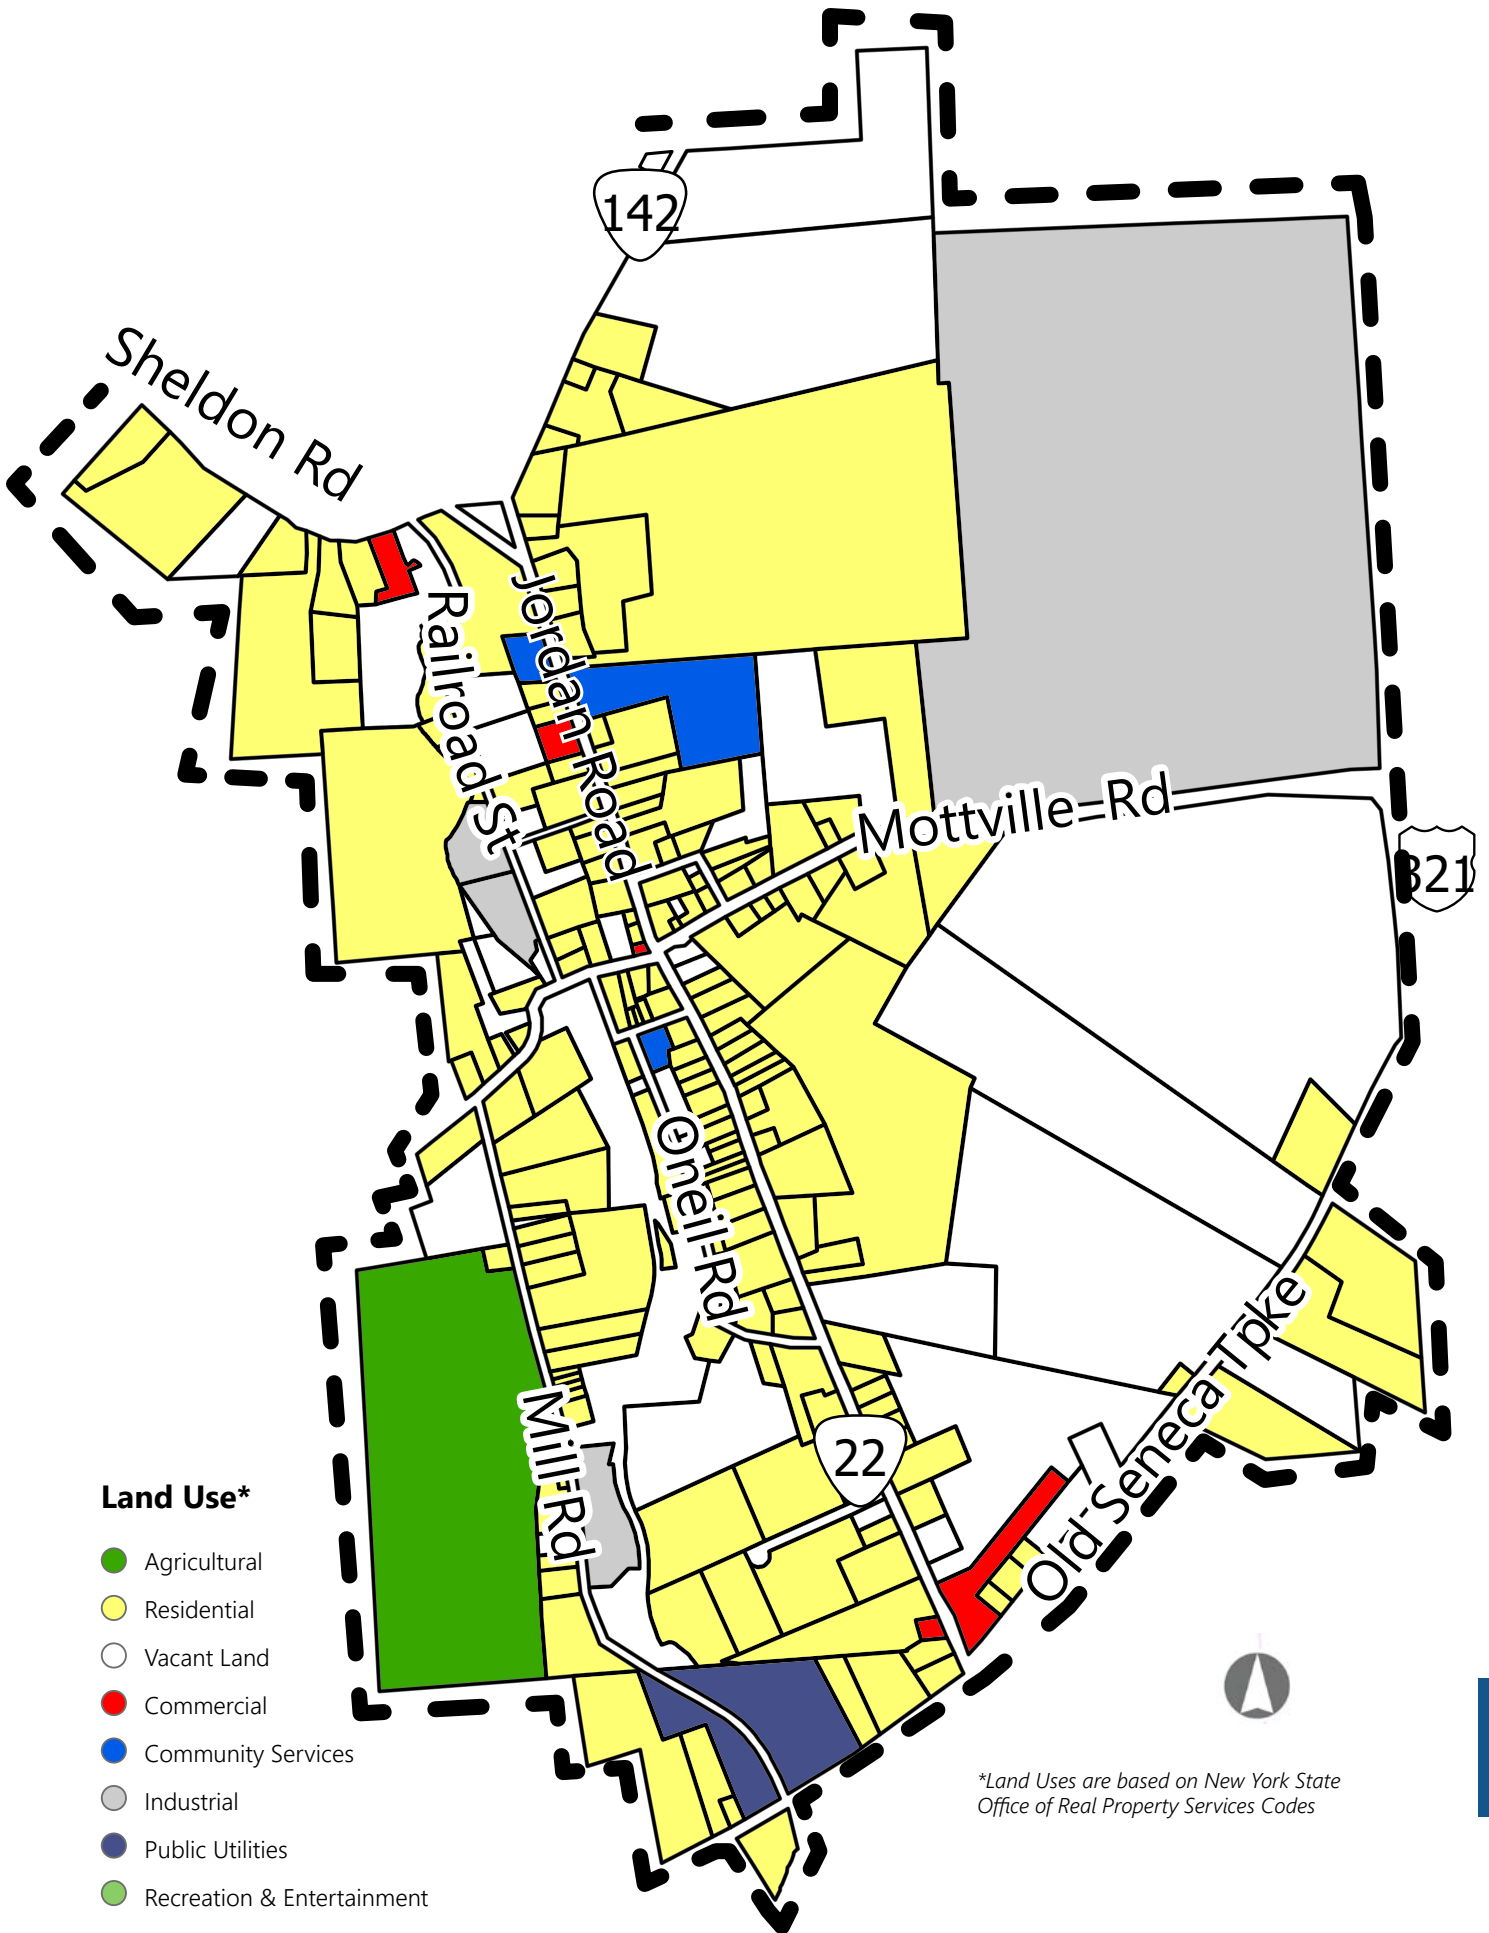 142
Sheldon Rd
Railroad St
Jordan Road
Mottville Rd
321
Oneil Rd
Old Seneca Tpke
Mill Rd
22
Land Use*
Agricultural
Residential
Vacant Land
Commercial
Community Services
Industrial
Public Utilities
Recreation & Entertainment
*Land Uses are based on New York State
Office of Real Property Services Codes